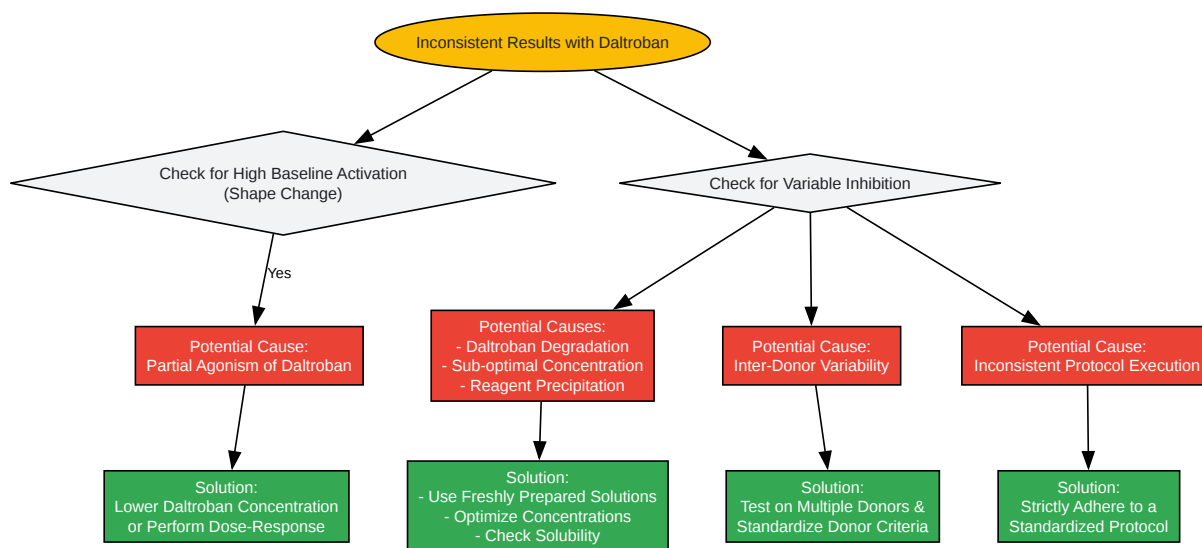 Inconsistent Results with Daltroban
Check for High Baseline Activation
(Shape Change)
Check for Variable Inhibition
Yes
Potential Cause:
Partial Agonism of Daltroban
Potential Causes:
- Daltroban Degradation
- Sub-optimal Concentration
- Reagent Precipitation
Potential Cause:
Inter-Donor Variability
Potential Cause:
Inconsistent Protocol Execution
Solution:
Lower Daltroban Concentration
or Perform Dose-Response
Solution:
- Use Freshly Prepared Solutions
- Optimize Concentrations
- Check Solubility
Solution:
Test on Multiple Donors &
Standardize Donor Criteria
Solution:
Strictly Adhere to a
Standardized Protocol